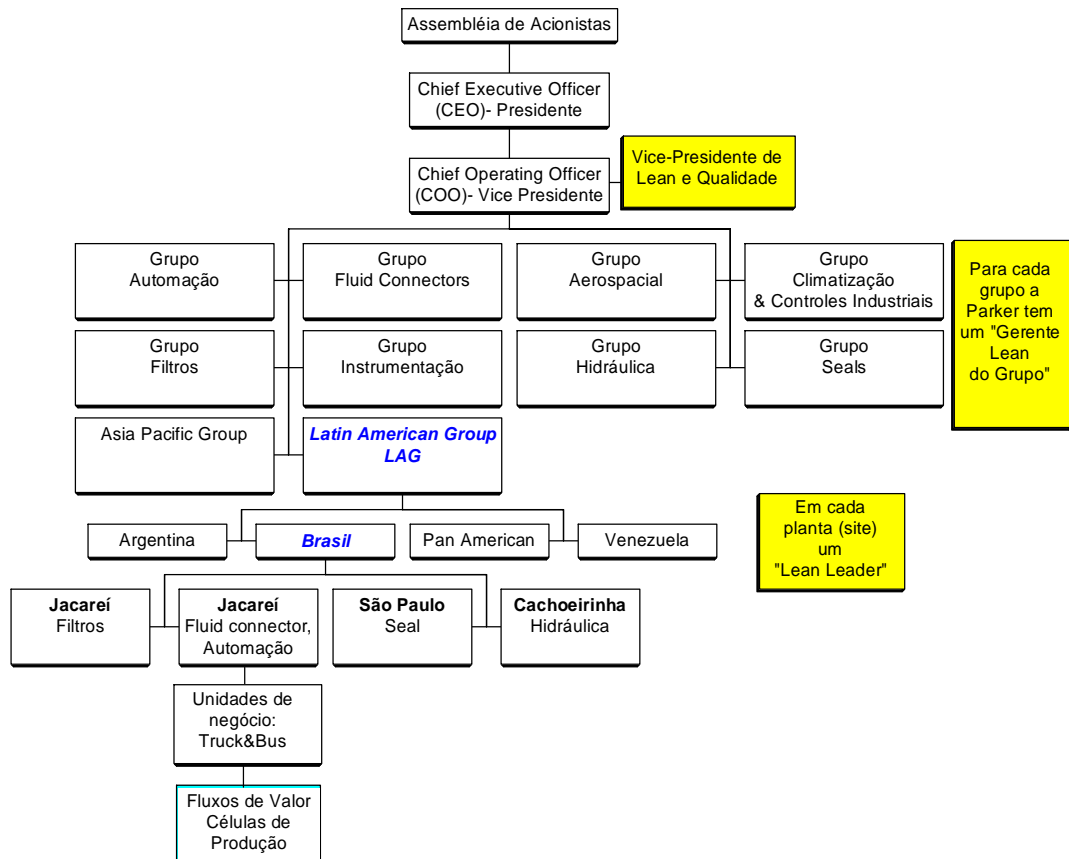 Assembléia de Acionistas
Chief Executive Officer
(CEO)- Presidente
Chief Operating Officer
(COO)- Vice Presidente
Vice-Presidente de
Lean e Qualidade
Grupo
Automação
Grupo
Fluid Connectors
Grupo
Aerospacial
Grupo
Climatização
& Controles Industriais
Para cada
grupo a
Parker tem
um "Gerente
Lean
do Grupo"
Grupo
Filtros
Grupo
Instrumentação
Grupo
Hidráulica
Grupo
Seals
Asia Pacific Group
Latin American Group
LAG
Em cada
planta (site)
um
"Lean Leader"
Argentina
Brasil
Pan American
Venezuela
Jacareí
Filtros
Jacareí
Fluid connector,
Automação
São Paulo
Seal
Cachoeirinha
Hidráulica
Unidades de
negócio:
Truck&Bus
Fluxos de Valor
Células de
Produção